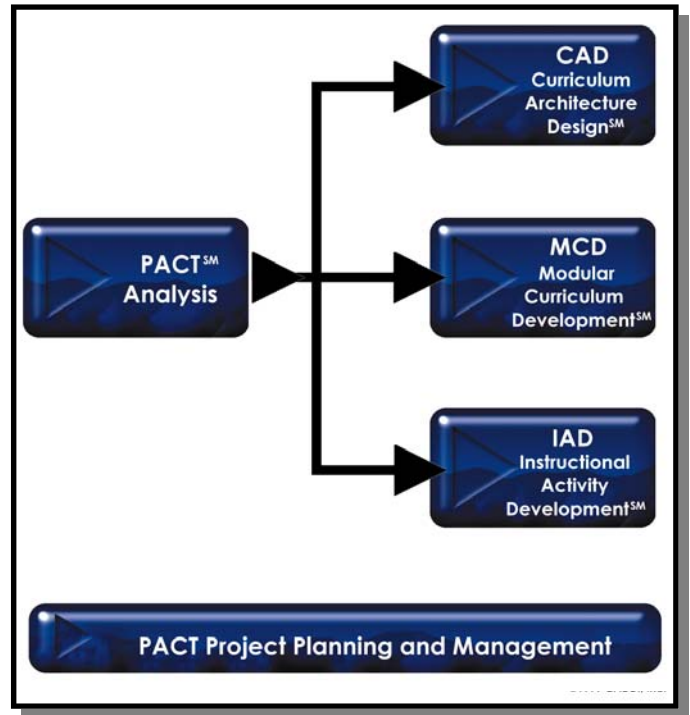 CAD
Curriculum
Architecture
Design℠
PACT℠
Analysis
MCD
Modular
Curriculum
Development℠
IAD
Instructional
Activity
Development℠
PACT Project Planning and Management